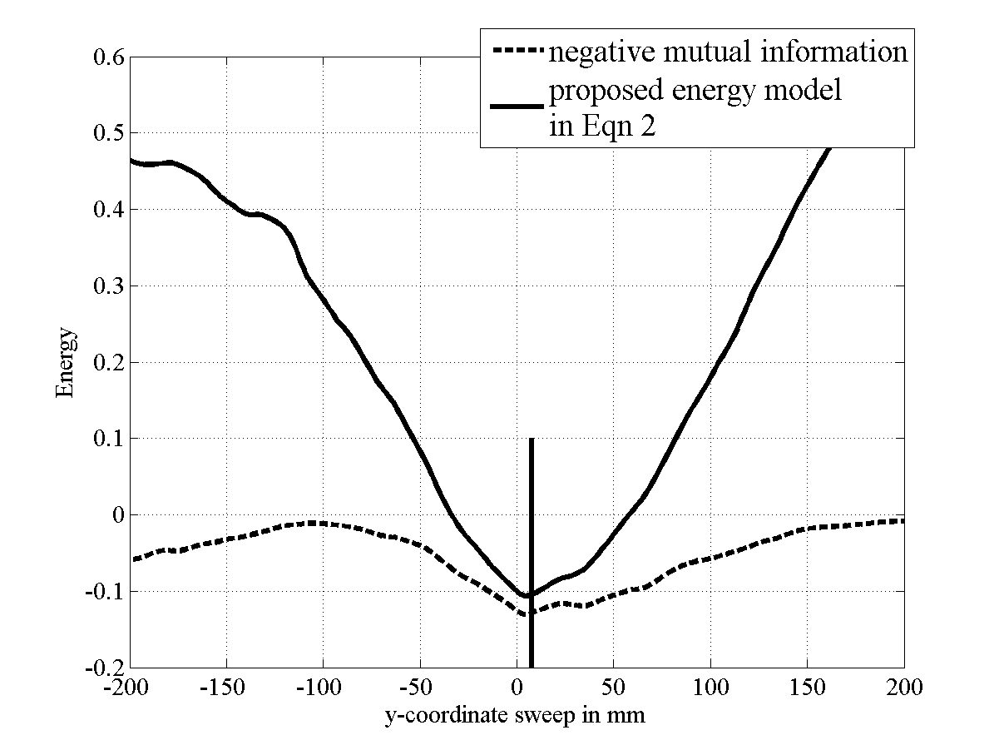 negative mutual information
proposed energy model
in Eqn 2
0.6
0.5
0.4
0.3
0.2
0.1
0
-0.1
-0.2
Energy
-200 -150 -100 -50 0 50 100 150 200
y-coordinate sweep in mm